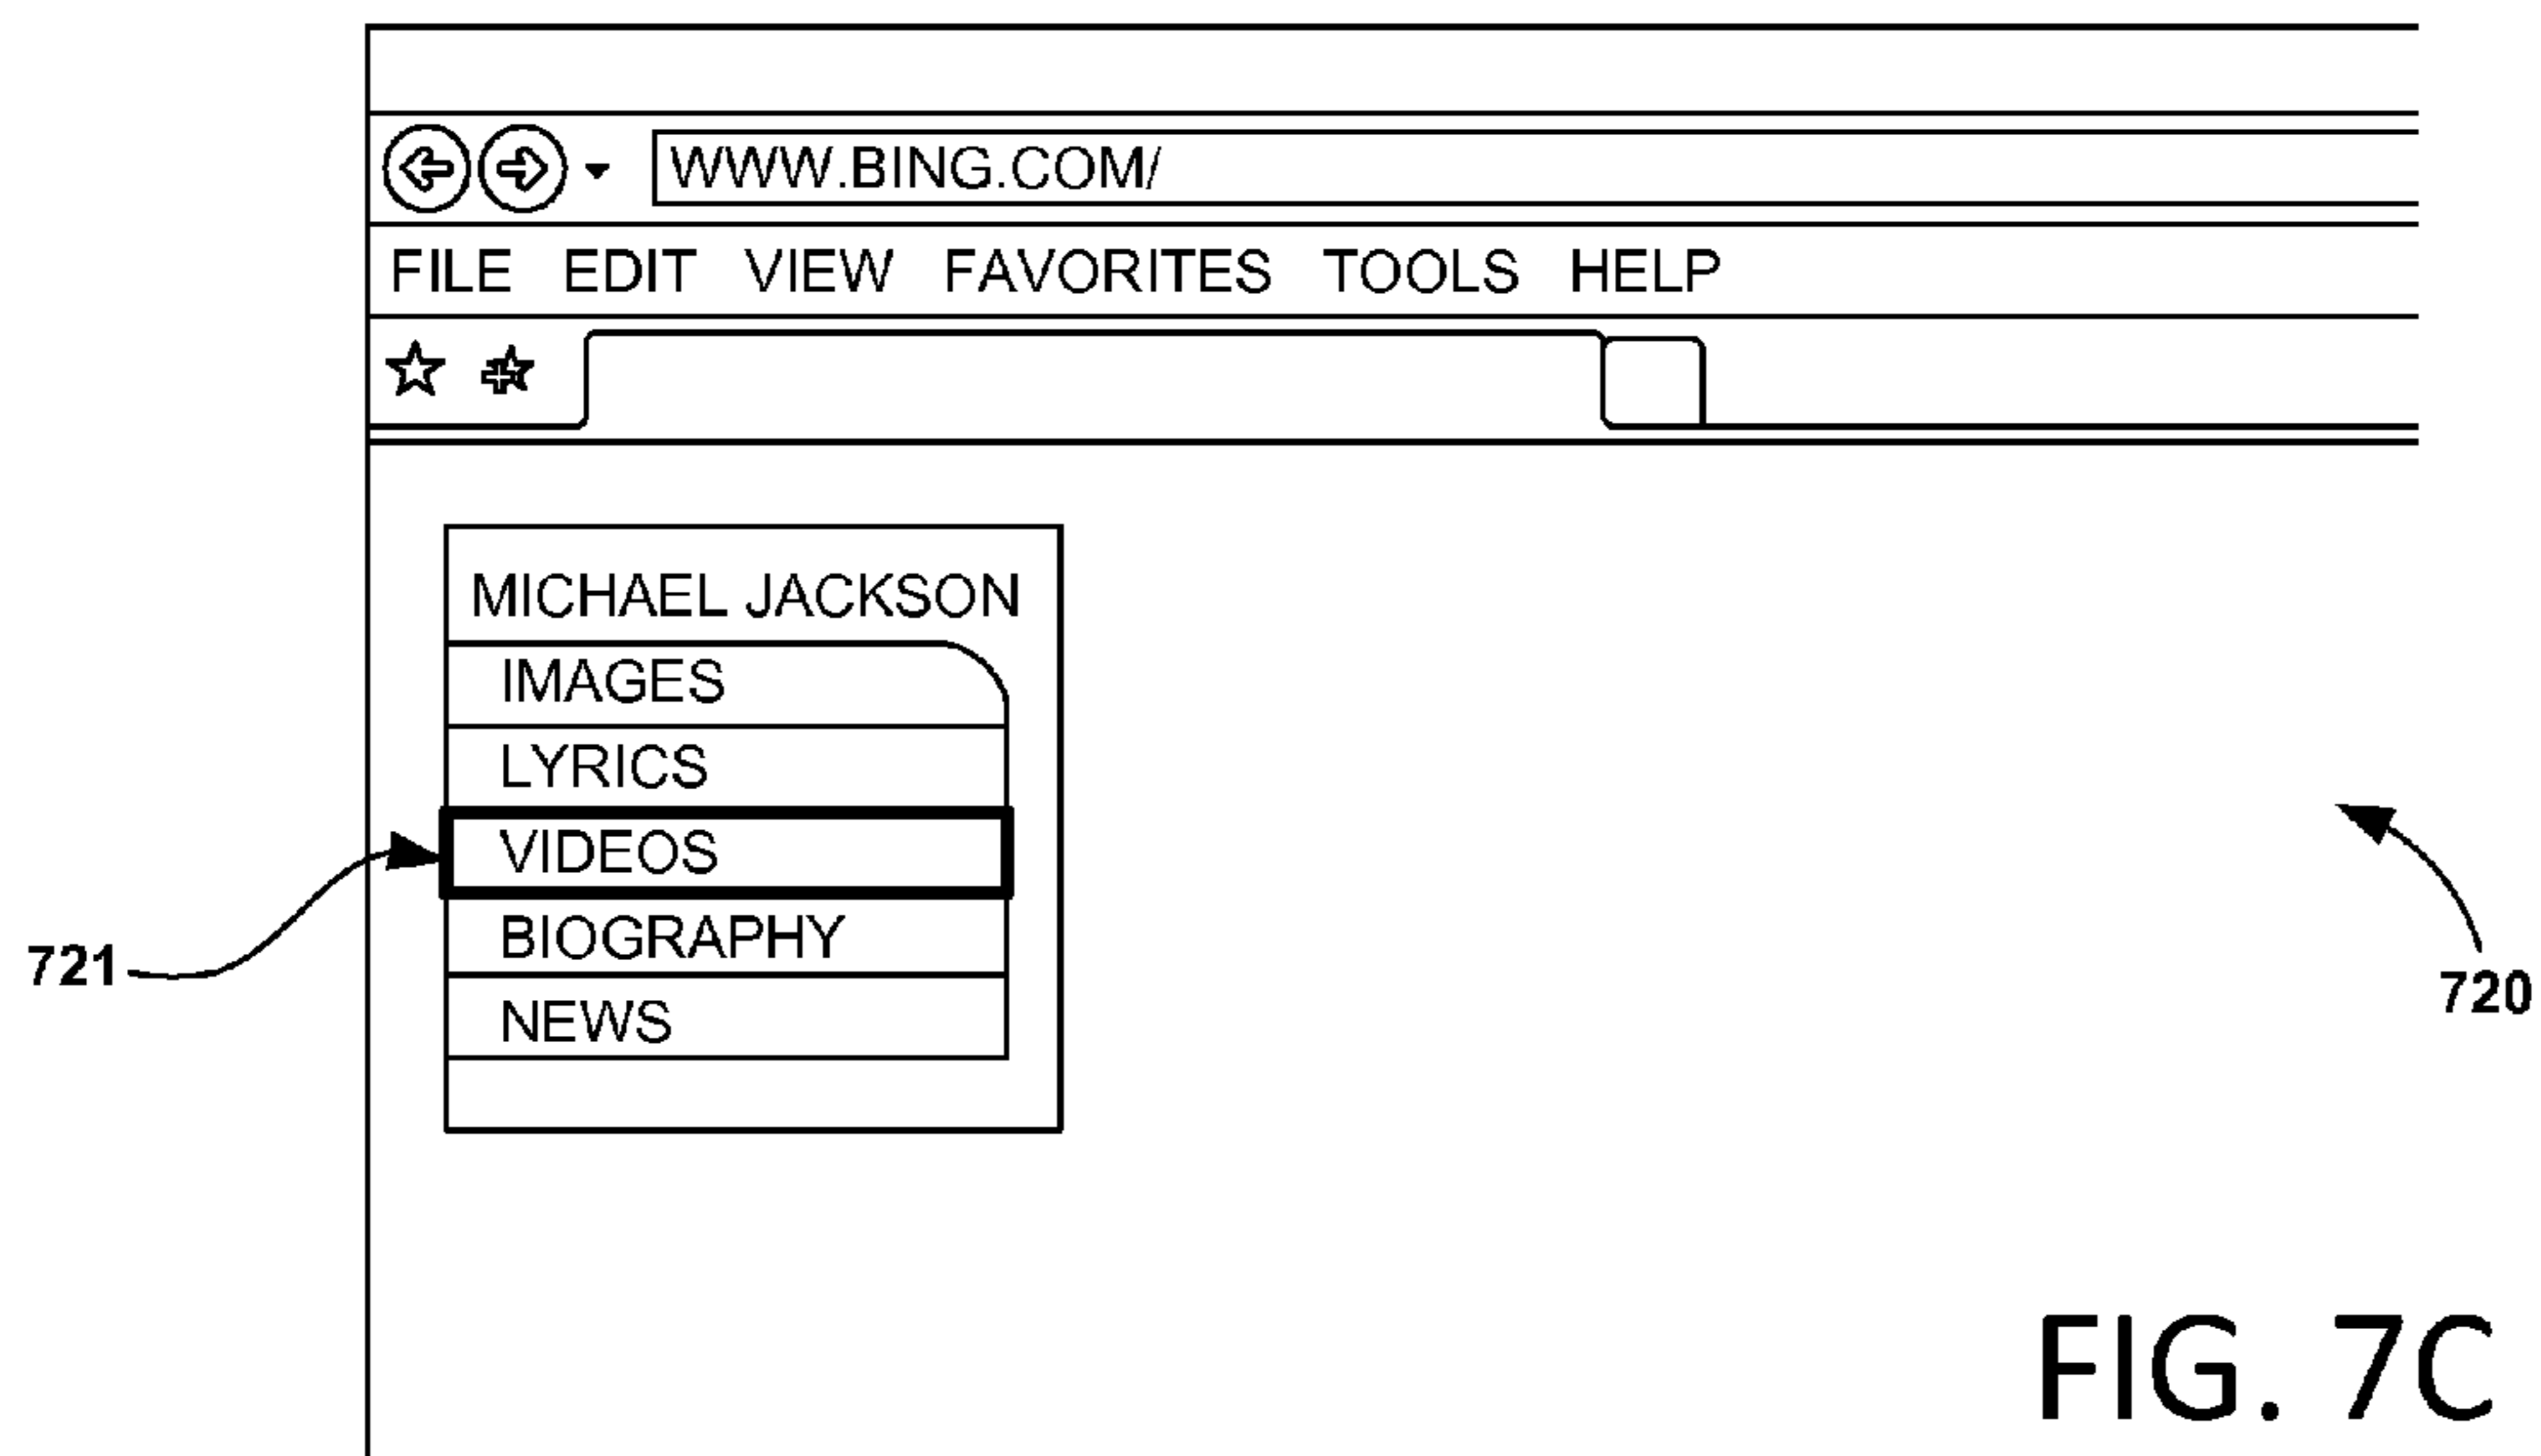 WWW.BING.COM/
FILE EDIT VIEW FAVORITES TOOLS HELP
MICHAEL JACKSON
IMAGES
LYRICS
VIDEOS
BIOGRAPHY
721
720
NEWS
FIG. 7C